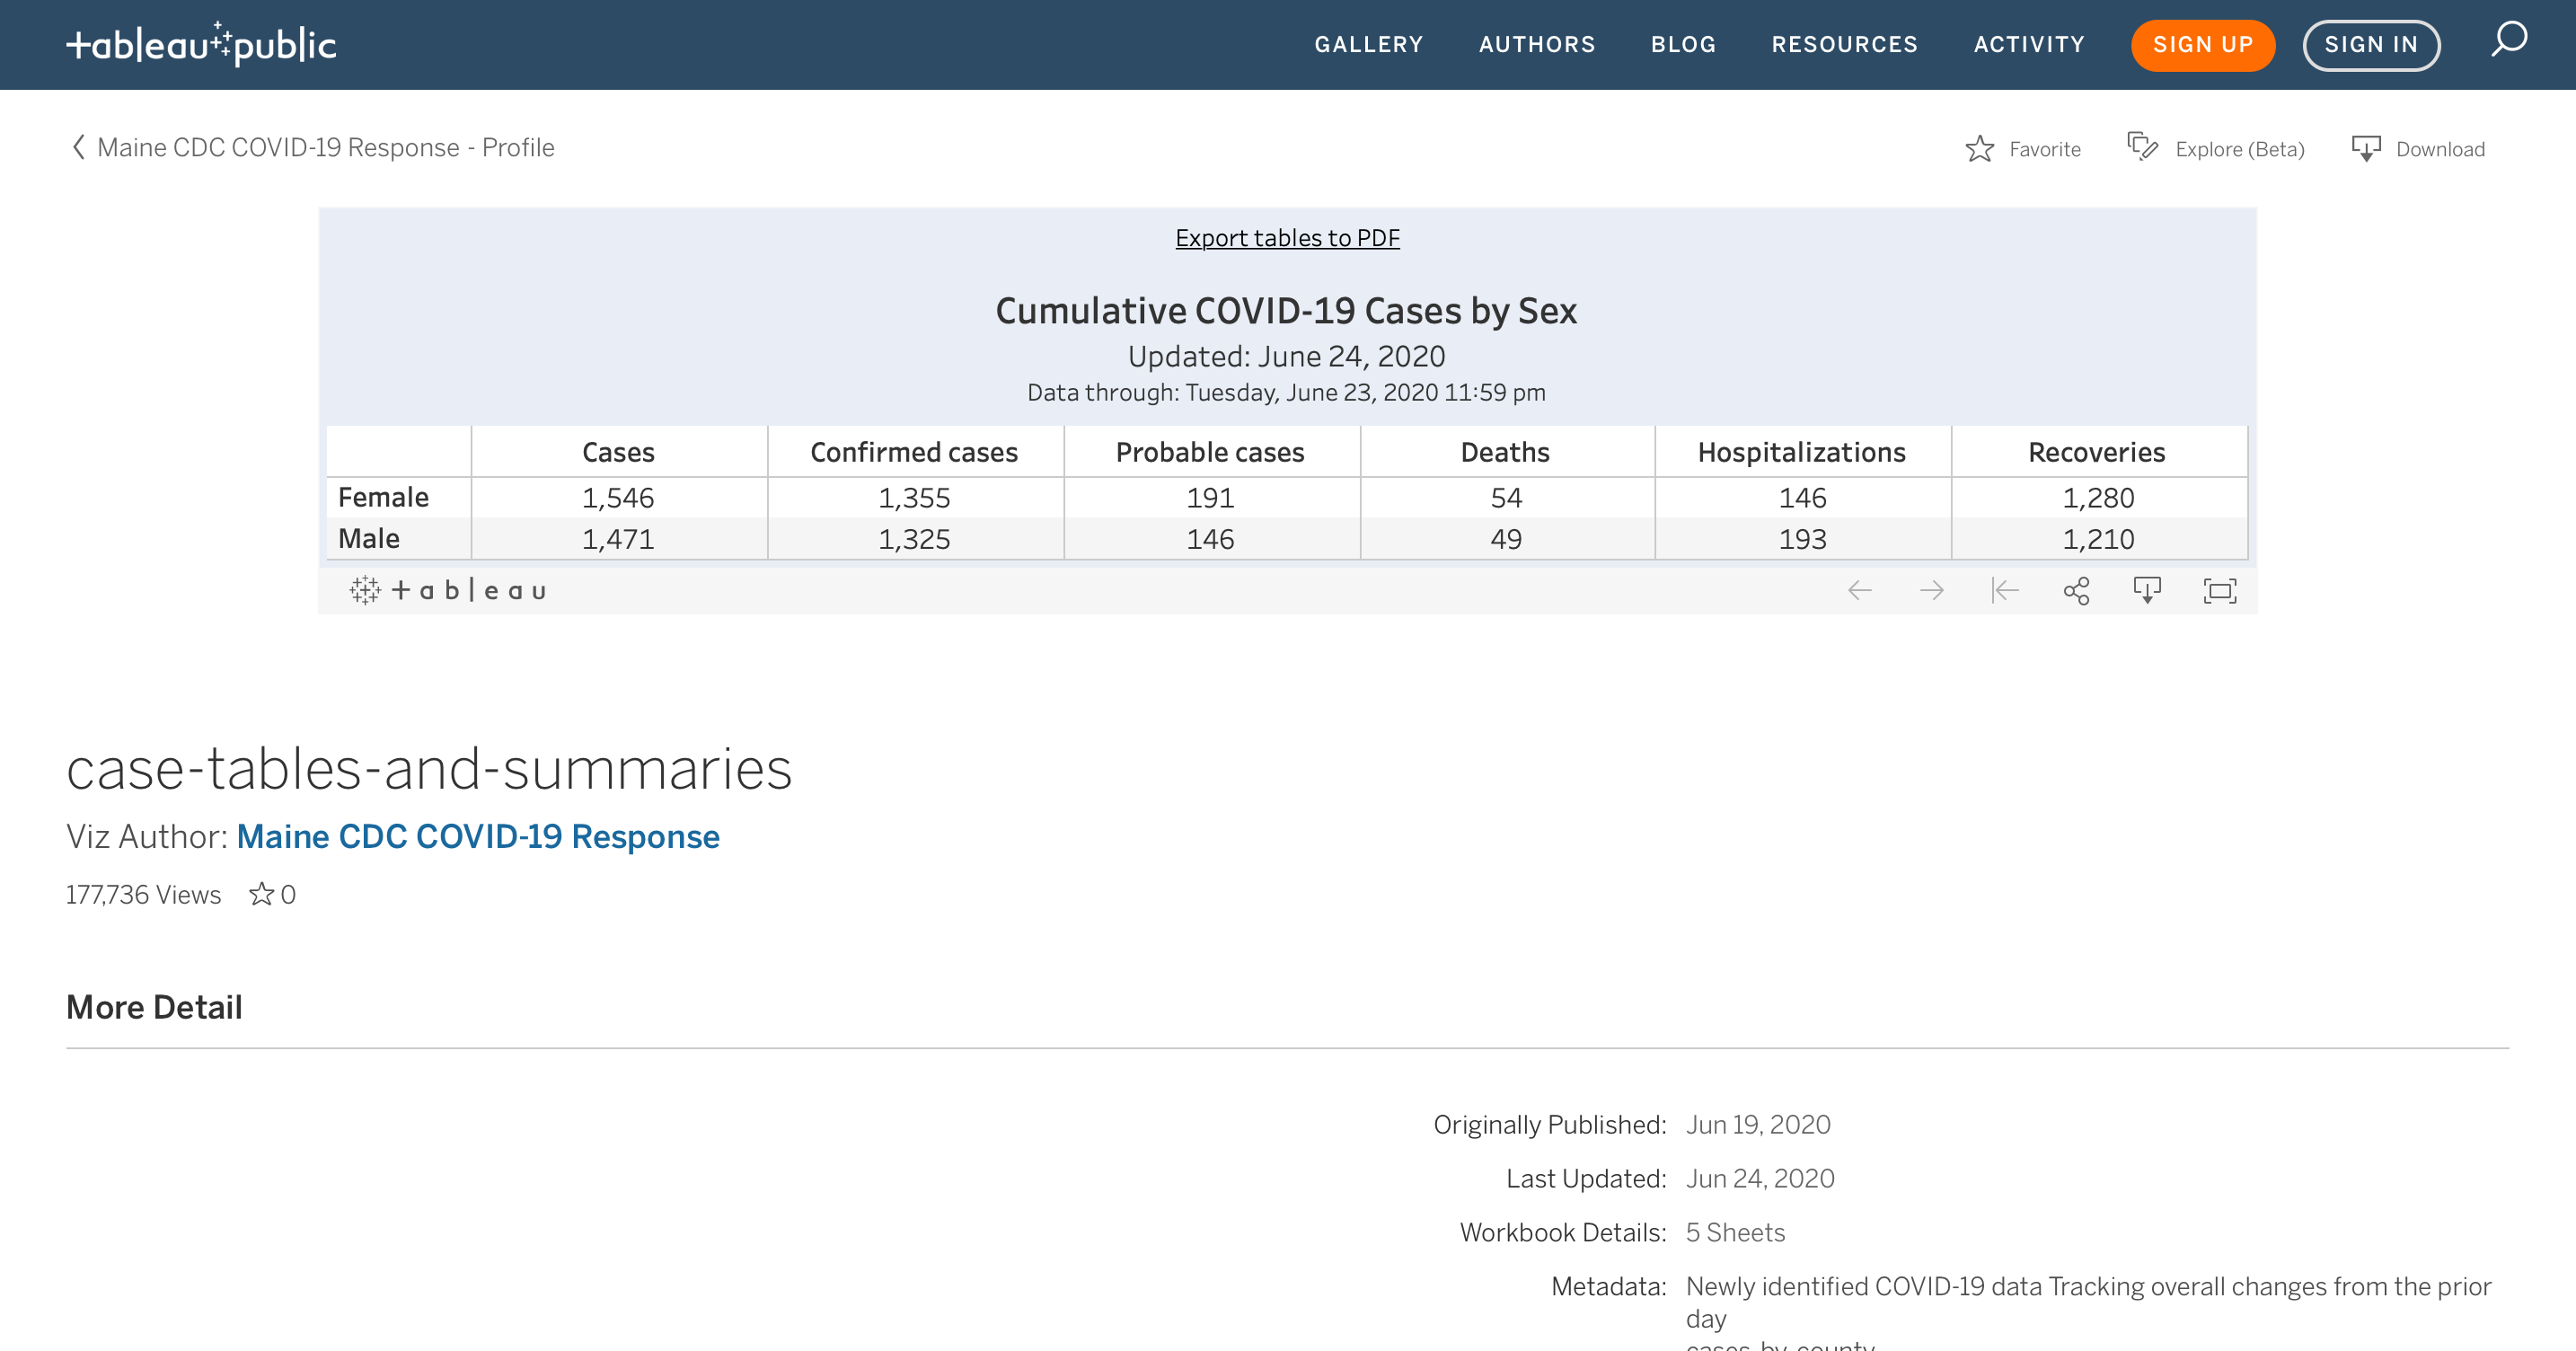 +ableau public
GALLERY AUTHORS BLOG RESOURCES ACTIVITY SIGN UP SIGN IN
Maine CDC COVID-19 Response - Profile
Favorite Explore (Beta) Download
Export tables to PDF
Cumulative COVID-19 Cases by Sex
Updated: June 24, 2020
Data through: Tuesday, June 23, 2020 11:59 pm
Cases Confirmed cases Probable cases Deaths Hospitalizations Recoveries
Female 1,546 1,355 191 54 146 1,280
Male 1,471 1,325 146 49 193 1,210
+ableau
case-tables-and-summaries
Viz Author: Maine CDC COVID-19 Response
177,736 Views 0
More Detail
Originally Published: Jun 19, 2020
Last Updated: Jun 24, 2020
Workbook Details: 5 Sheets
Metadata: Newly identified COVID-19 data Tracking overall changes from the prior
day
cases-by-county